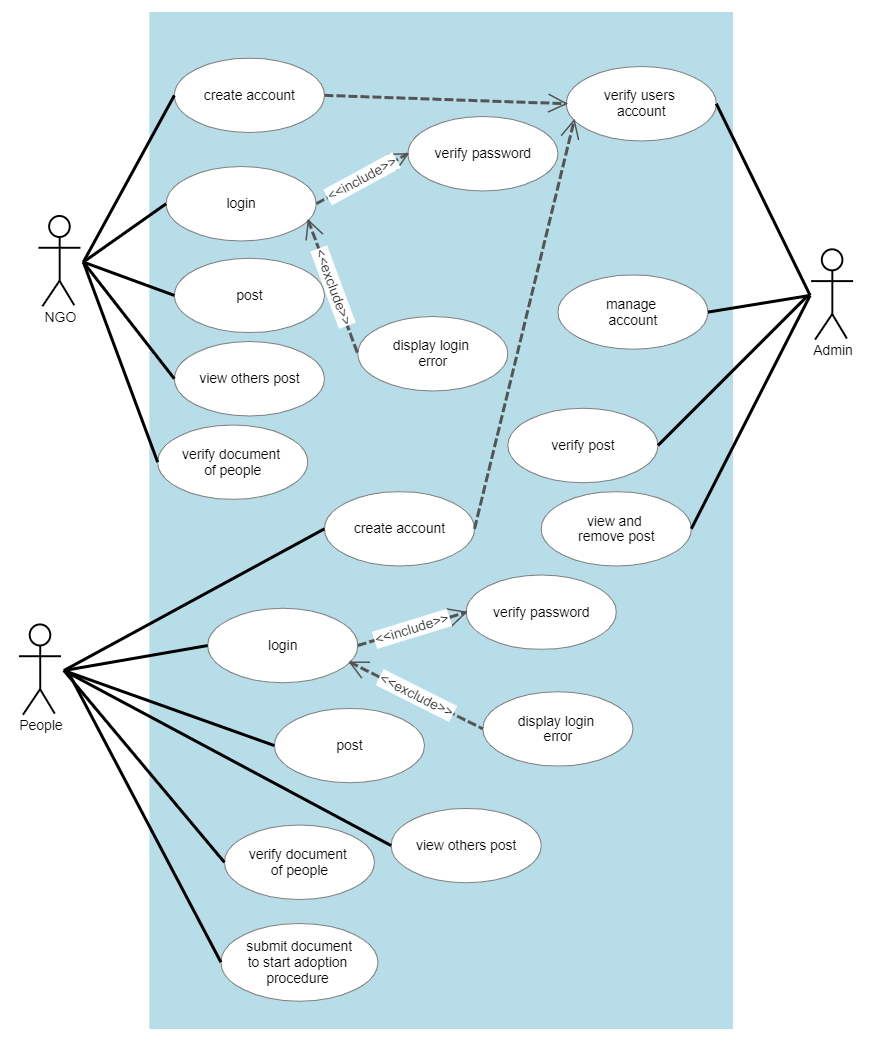 create account
verify users
account
verify password
<<include>>
login
<<exclude>>
post
NGO
manage
account
Admin
display login
error
view others post
verify document
of people
verify post
create account
view and
remove post
verify password
<<include>>
login
<<exclude>>
People
display login
error
post
view others post
verify document
of people
submit document
to start adoption
procedure